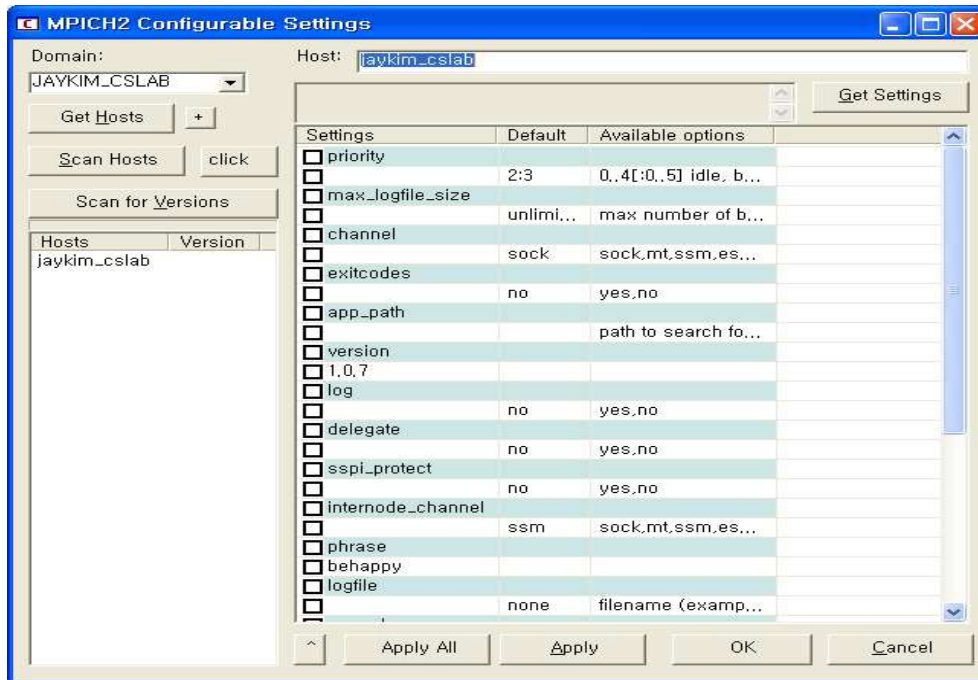 MPICH2 Configurable Settings
Domain:
JAYKIM_CSLAB
Get Hosts
+
Scan Hosts
click
Scan for Versions
Hosts Version
jaykim_cslab
Host: jaykim_cslab
Get Settings
Settings Default Available options
priority
2:3 0..4[:0..5] idle, b...
max_logfile_size
unlimi... max number of b...
channel
sock sock,mt,ssm,es...
exitcodes
no yes,no
app_path
path to search fo...
version
1.0.7
log
no yes,no
delegate
no yes,no
sspi_protect
no yes,no
internode_channel
ssm sock,mt,ssm,es...
phrase
behappy
logfile
none filename (examp...
^
Apply All
Apply
OK
Cancel